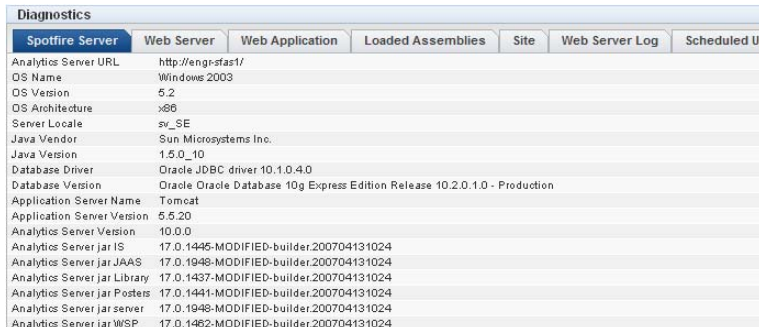 Diagnostics
Spotfire Server Web Server Web Application Loaded Assemblies Site Web Server Log Scheduled U
Analytics Server URL http://engr-sfas1/
OS Name Windows 2003
OS Version 5.2
OS Architecture x86
Server Locale sv_SE
Java Vendor Sun Microsystems Inc.
Java Version 1.5.0_10
Database Driver Oracle JDBC driver 10.1.0.4.0
Database Version Oracle Oracle Database 10g Express Edition Release 10.2.0.1.0 - Production
Application Server Name Tomcat
Application Server Version 5.5.20
Analytics Server Version 10.0.0
Analytics Server jar IS 17.0.1445-MODIFIED-builder.200704131024
Analytics Server jar JAAS 17.0.1948-MODIFIED-builder.200704131024
Analytics Server jar Library 17.0.1437-MODIFIED-builder.200704131024
Analytics Server jar Posters 17.0.1441-MODIFIED-builder.200704131024
Analytics Server jar server 17.0.1948-MODIFIED-builder.200704131024
Analytics Server jar WSP 17.0.1462-MODIFIED-builder.200704131024